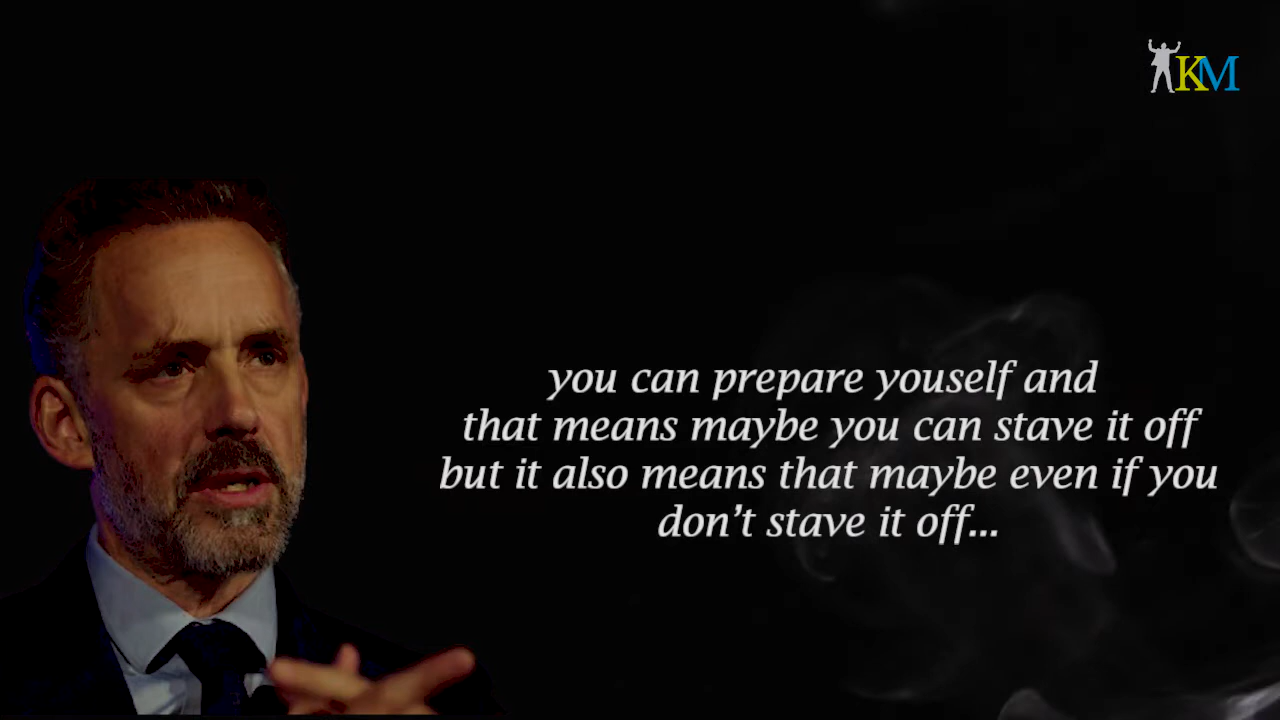 KM
you can prepare youself and
that means maybe you can stave it off
but it also means that maybe even if you
don't stave it off...